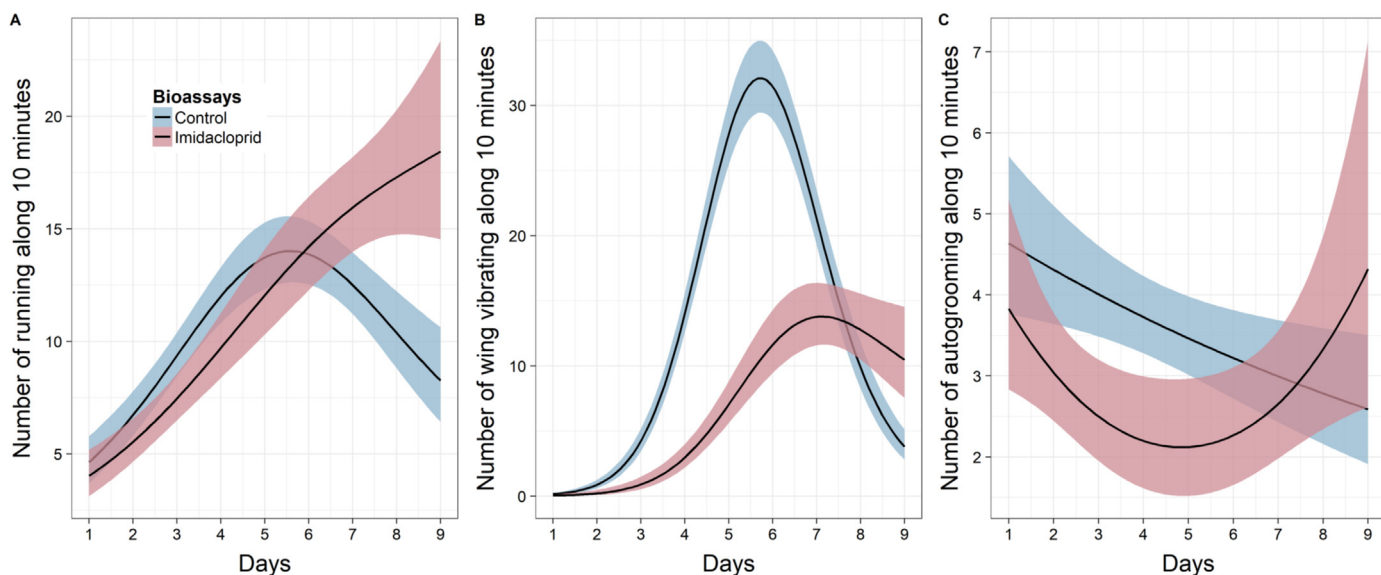 A
Number of running along 10 minutes
20
15
10
5
Bioassays
Control
Imidacloprid
1 2 3 4 5 6 7 8 9
Days
B
Number of wing vibrating along 10 minutes
30
20
10
0
1 2 3 4 5 6 7 8 9
Days
C
Number of autogrooming along 10 minutes
7
6
5
4
3
2
1 2 3 4 5 6 7 8 9
Days